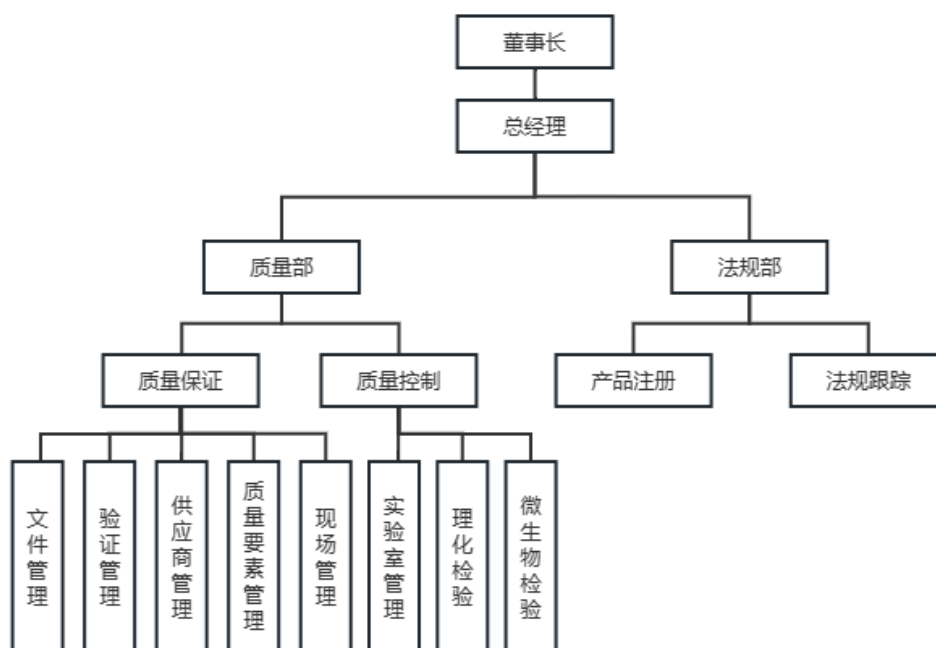 董事长
总经理
质量部
法规部
质量保证
质量控制
产品注册
法规跟踪
文件管理
验证管理
供应商管理
质量要素管理
现场管理
实验室管理
理化检验
微生物检验